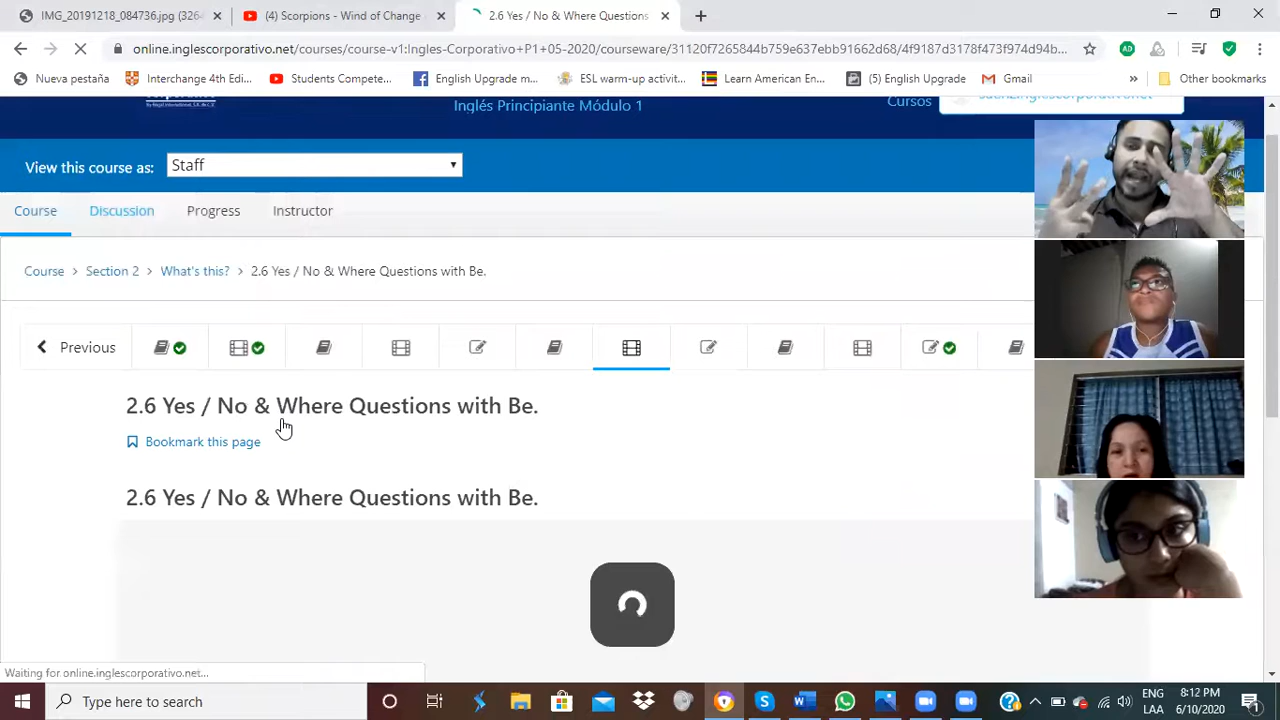 IMG_20191218_084736.jpg (3264
(4) Scorpions - Wind of Change
2.6 Yes / No & Where Questions
online.inglescorporativo.net/courses/course-v1:Ingles-Corporativo+P1+05-2020/courseware/31120f7265844b759e637ebb91662d68/4f9187d3178f473f974d94b...
Nueva pestaña
Interchange 4th Edi...
Students Compete...
English Upgrade m...
ESL warm-up activit...
Learn American En...
(5) English Upgrade
Gmail
»
Other bookmarks
Inglés Principiante Módulo 1
Cursos
View this course as:
Staff
Course
Discussion
Progress
Instructor
Course > Section 2 > What's this? > 2.6 Yes / No & Where Questions with Be.
Previous
2.6 Yes / No & Where Questions with Be.
Bookmark this page
2.6 Yes / No & Where Questions with Be.
Waiting for online.inglescorporativo.net...
Type here to search
ENG
LAA
8:12 PM
6/10/2020